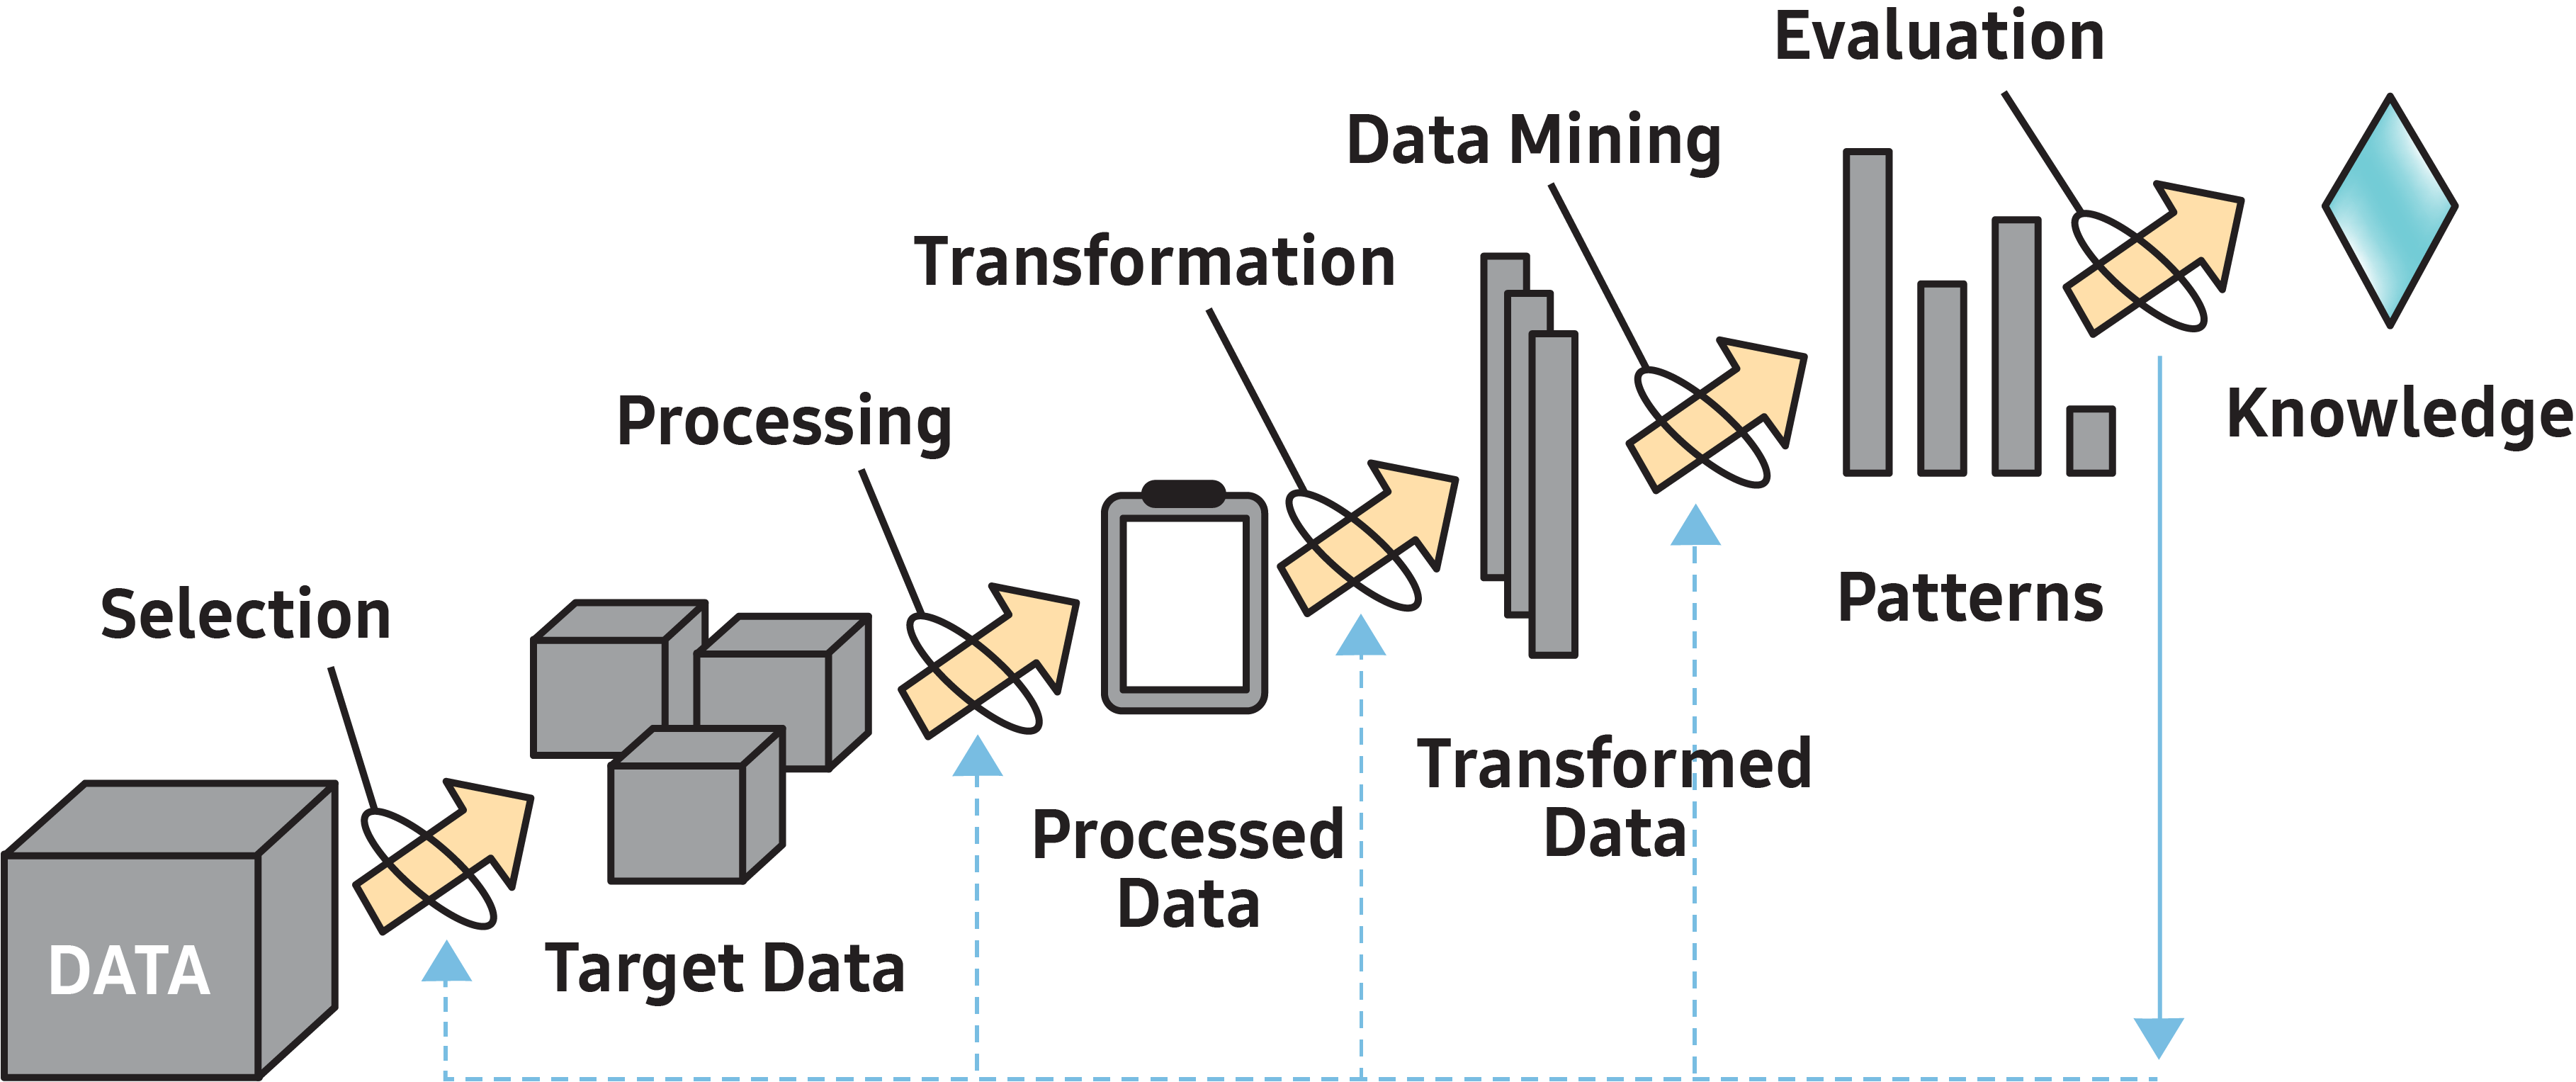 Evaluation
Data Mining
Transformation
Processing
Selection
Knowledge
Patterns
Transformed
Data
Processed
Data
Target Data
DATA